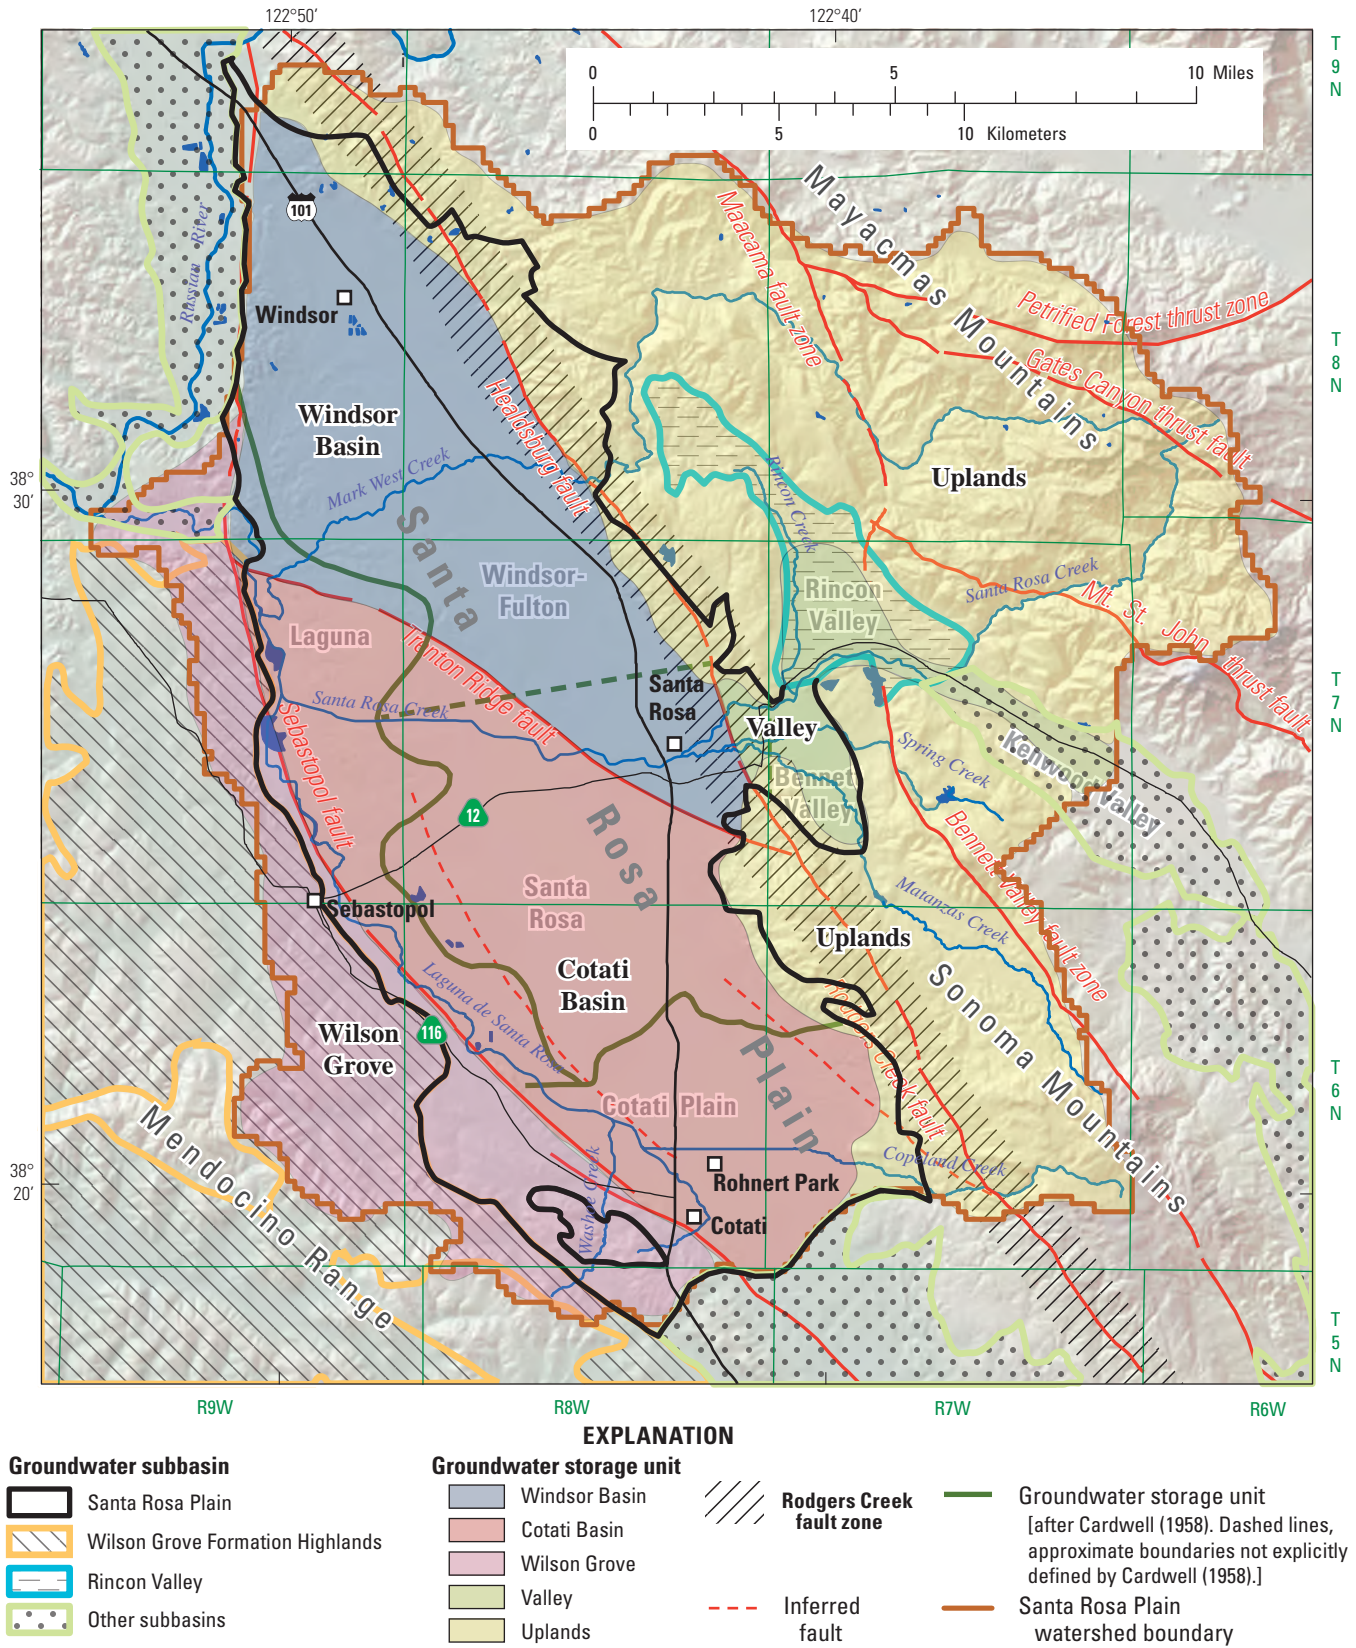 122°50′
122°40′
T
9
N
0
5
10 Miles
0
5
10 Kilometers
Mayacmas Mountains
101
Russian River
Maacama fault zone
Petrified Forest thrust zone
Windsor
T
8
N
Gates Canyon thrust fault
Healdsburg fault
Windsor
Basin
Mark West Creek
Rincon Creek
Uplands
38°
30′
Santa
Windsor-
Fulton
Rincon
Valley
Santa Rosa Creek
Mt. St. John thrust fault
Laguna
Trenton Ridge fault
Santa
Rosa
T
7
N
Santa Rosa Creek
Sebastopol fault
Valley
Spring Creek
Kenwood Valley
Bennett
Valley
12
Rosa
Bennett Valley fault zone
Santa
Rosa
Matanzas Creek
Sebastopol
Uplands
Cotati
Basin
Laguna de Santa Rosa
Sonoma Mountains
Rodgers Creek fault
Wilson
Grove
116
Plain
T
6
N
Cotati Plain
Mendocino Range
38°
20′
Washoe Creek
Copeland Creek
Rohnert Park
Cotati
T
5
N
R9W
R8W
R7W
R6W
EXPLANATION
Groundwater subbasin
Santa Rosa Plain
Wilson Grove Formation Highlands
Rincon Valley
Other subbasins
Groundwater storage unit
Windsor Basin
Cotati Basin
Wilson Grove
Valley
Uplands
Rodgers Creek
fault zone
Inferred
fault
Groundwater storage unit
[after Cardwell (1958). Dashed lines,
approximate boundaries not explicitly
defined by Cardwell (1958).]
Santa Rosa Plain
watershed boundary